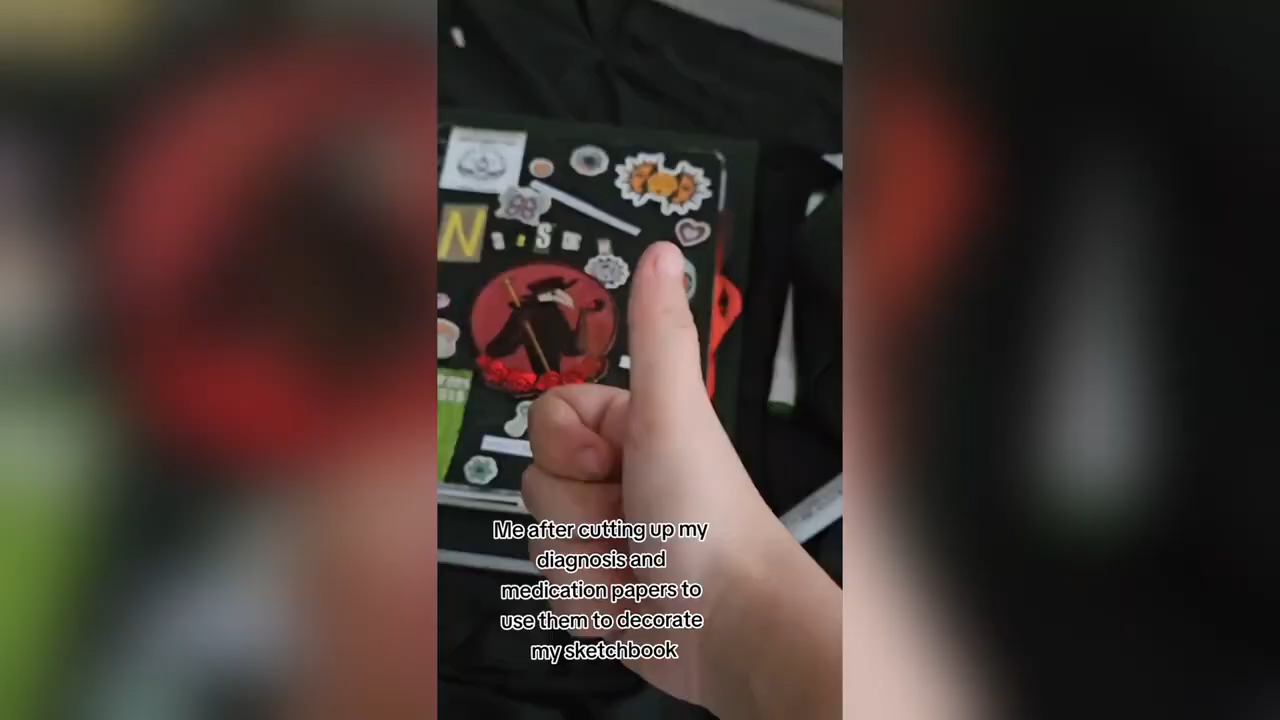 N
Me after cutting up my
diagnosis and
medication papers to
use them to decorate
my sketchbook